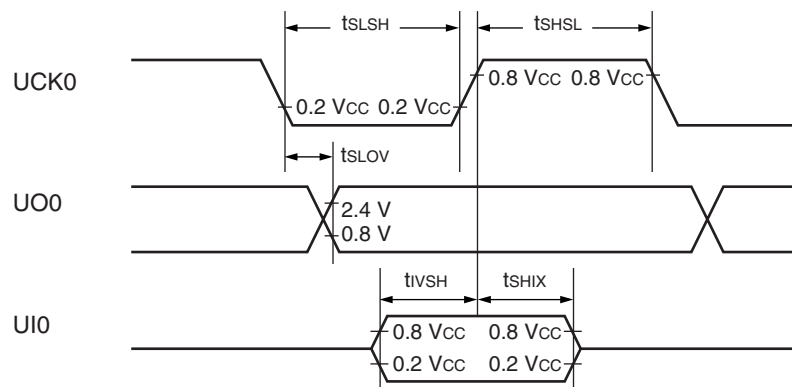 tSLSH tSHSL
UCK0
0.8 VCC 0.8 VCC
0.2 VCC 0.2 VCC
tSLOV
UO0
2.4 V
0.8 V
tIVSH tSHIX
UI0
0.8 VCC 0.8 VCC
0.2 VCC 0.2 VCC